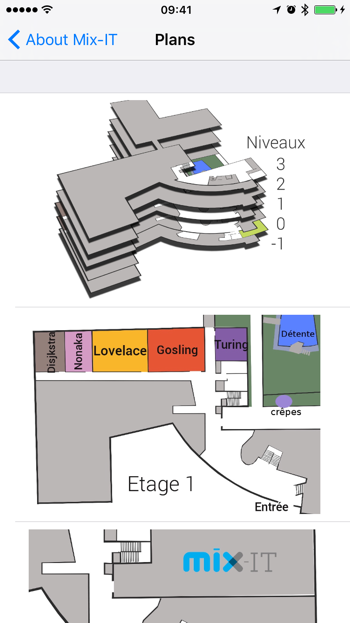 09:41
About Mix-IT
Plans
Niveaux
3
2
1
0
-1
Disjkstra
Nonaka
Lovelace
Gosling
Turing
Détente
crêpes
Etage 1
Entrée
mix-IT